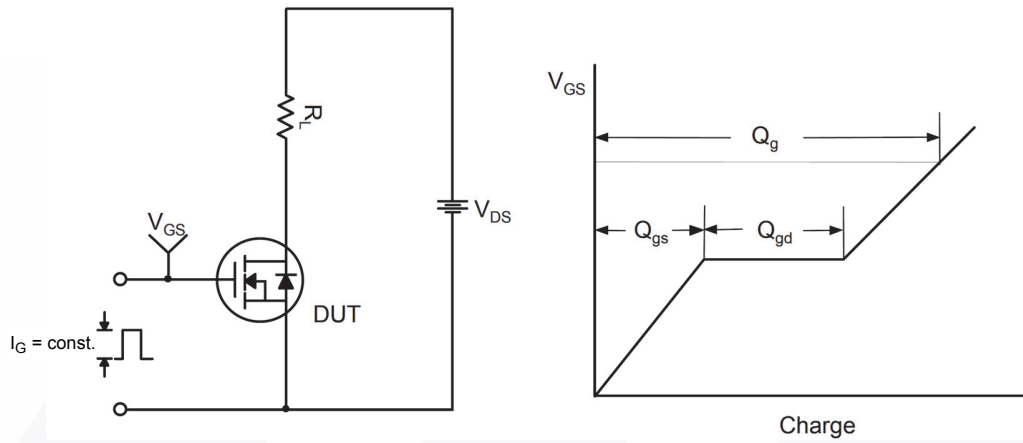 R_L
V_DS
V_GS
DUT
I_G = const.
V_GS
Q_g
Q_gs
Q_gd
Charge